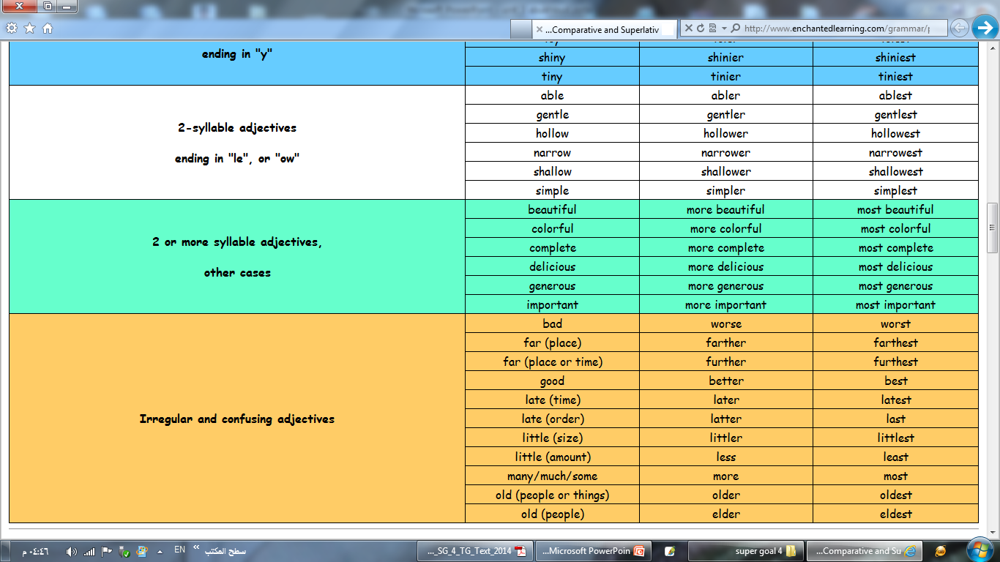 ...Comparative and Superlativ
http://www.enchantedlearning.com/grammar/
ending in "y"
shiny shinier shiniest
tiny tinier tiniest
2-syllable adjectives
ending in "le", or "ow"
able abler ablest
gentle gentler gentlest
hollow hollower hollowest
narrow narrower narrowest
shallow shallower shallowest
simple simpler simplest
2 or more syllable adjectives,
other cases
beautiful more beautiful most beautiful
colorful more colorful most colorful
complete more complete most complete
delicious more delicious most delicious
generous more generous most generous
important more important most important
Irregular and confusing adjectives
bad worse worst
far (place) farther farthest
far (place or time) further furthest
good better best
late (time) later latest
late (order) latter last
little (size) littler littlest
little (amount) less least
many/much/some more most
old (people or things) older oldest
old (people) elder eldest
٠٤:٤٦ م EN سطح المكتب ..._SG_4_TG_Text_2014 ...Microsoft PowerPoin super goal 4 ...Comparative and Su